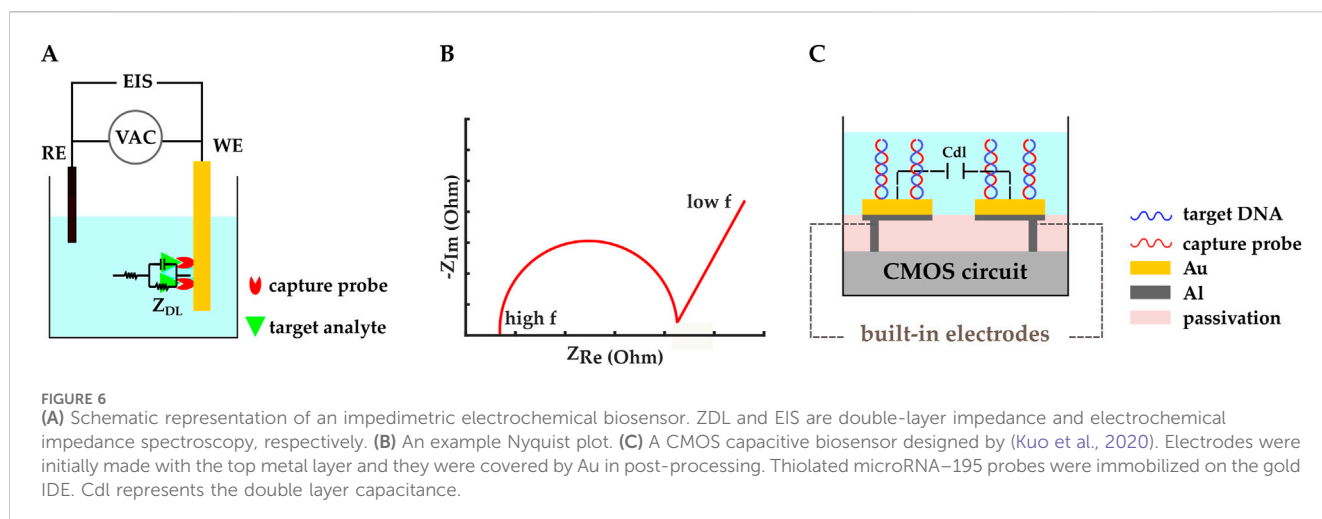 A
EIS
VAC
RE
WE
Z_DL
capture probe
target analyte
B
-Z_Im (Ohm)
low f
high f
Z_Re (Ohm)
C
Cdl
CMOS circuit
built-in electrodes
target DNA
capture probe
Au
Al
passivation
FIGURE 6
(A) Schematic representation of an impedimetric electrochemical biosensor. ZDL and EIS are double-layer impedance and electrochemical
impedance spectroscopy, respectively. (B) An example Nyquist plot. (C) A CMOS capacitive biosensor designed by (Kuo et al., 2020). Electrodes were
initially made with the top metal layer and they were covered by Au in post-processing. Thiolated microRNA–195 probes were immobilized on the gold
IDE. Cdl represents the double layer capacitance.